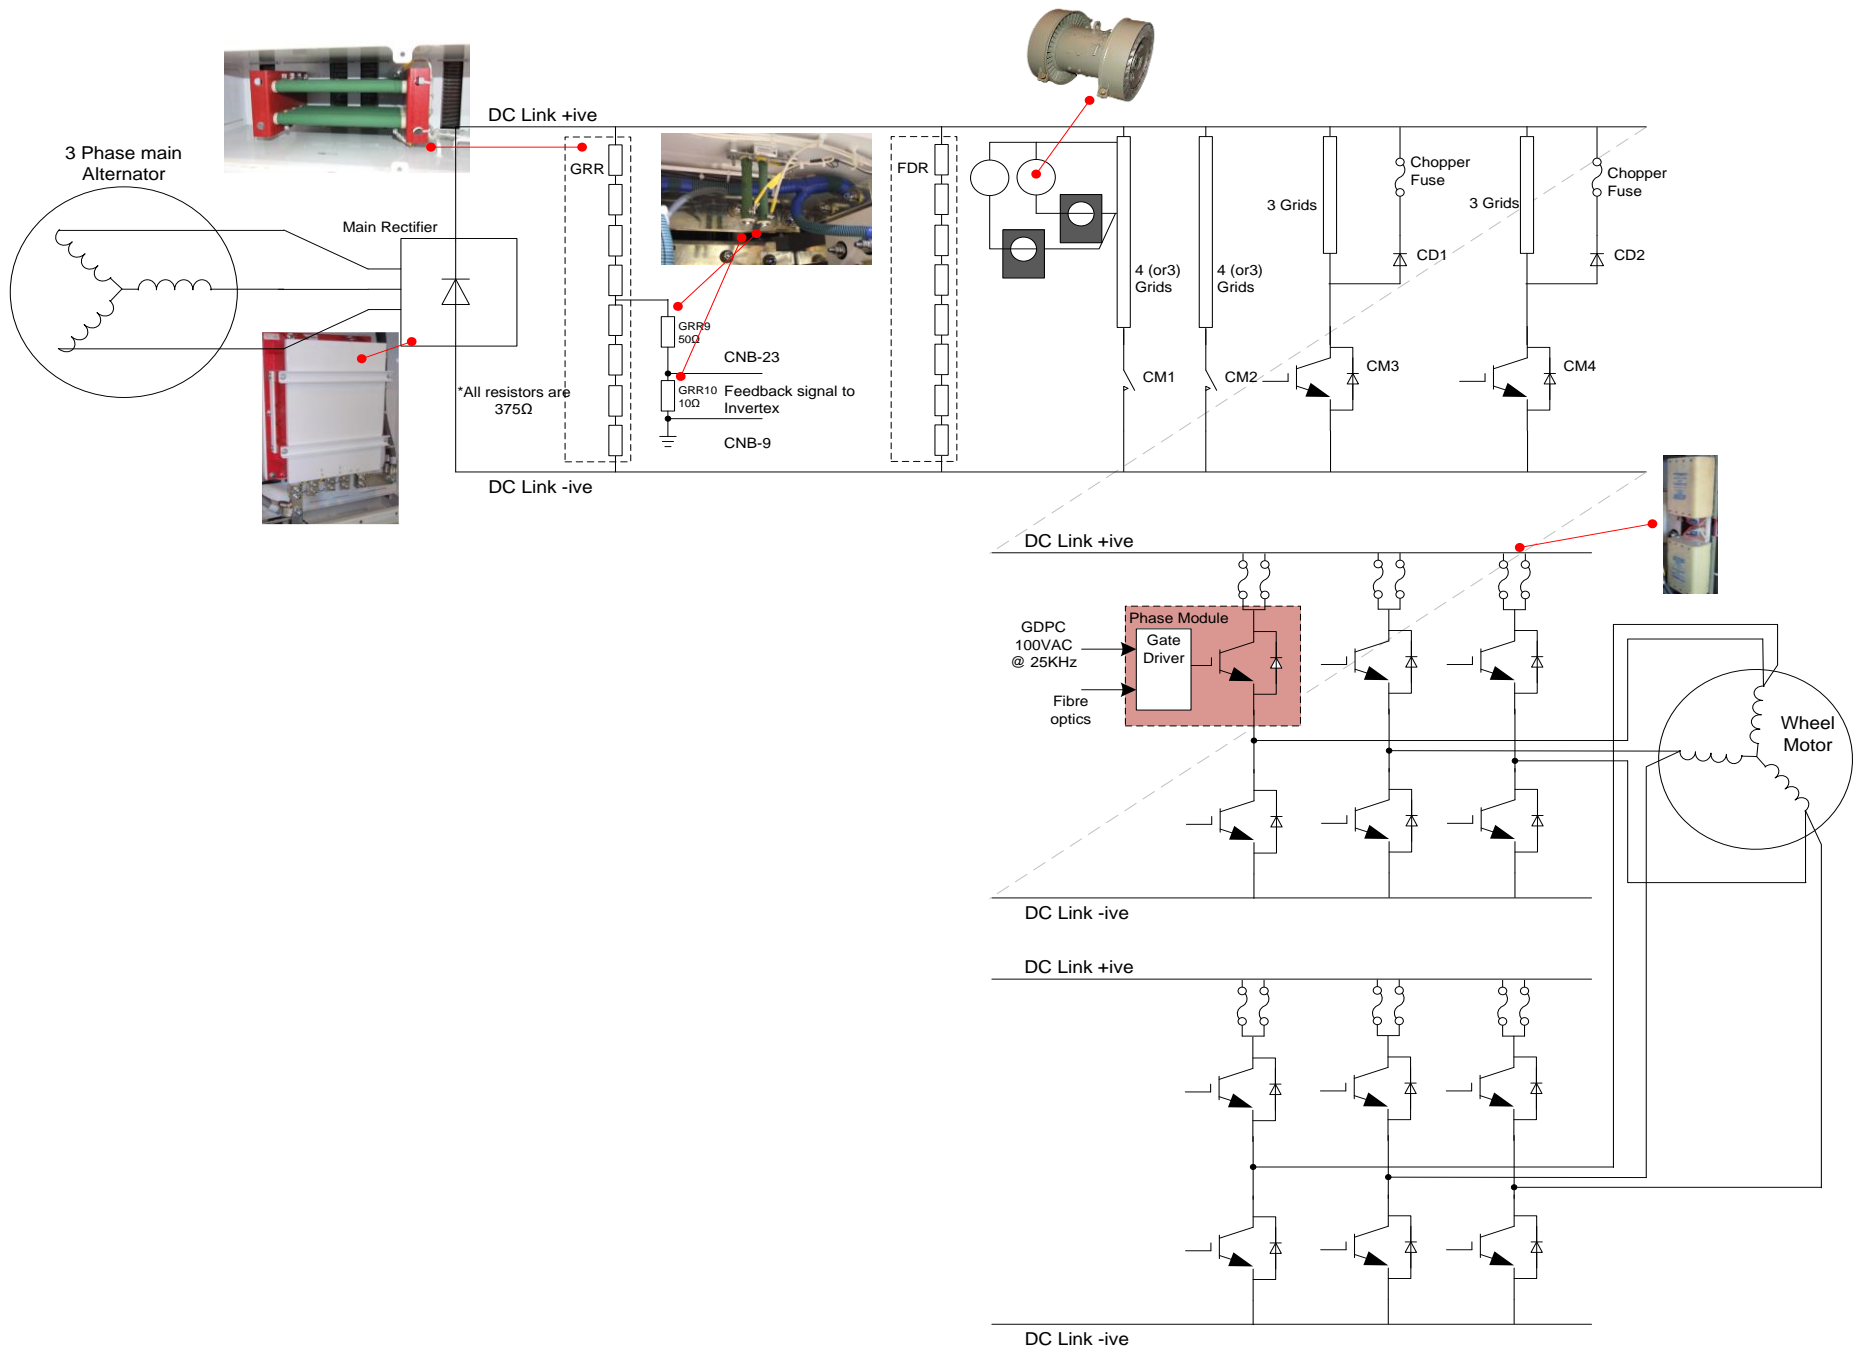 DC Link +ive
3 Phase main
Alternator
Main Rectifier
GRR
FDR
*All resistors are
375Ω
GRR9
50Ω
CNB-23
GRR10
10Ω
Feedback signal to
Invertex
CNB-9
DC Link -ive
4 (or3)
Grids
CM1
4 (or3)
Grids
CM2
3 Grids
Chopper
Fuse
CD1
CM3
3 Grids
Chopper
Fuse
CD2
CM4
DC Link +ive
Phase Module
Gate
Driver
GDPC
100VAC
@ 25KHz
Fibre
optics
Wheel
Motor
DC Link -ive
DC Link +ive
DC Link -ive